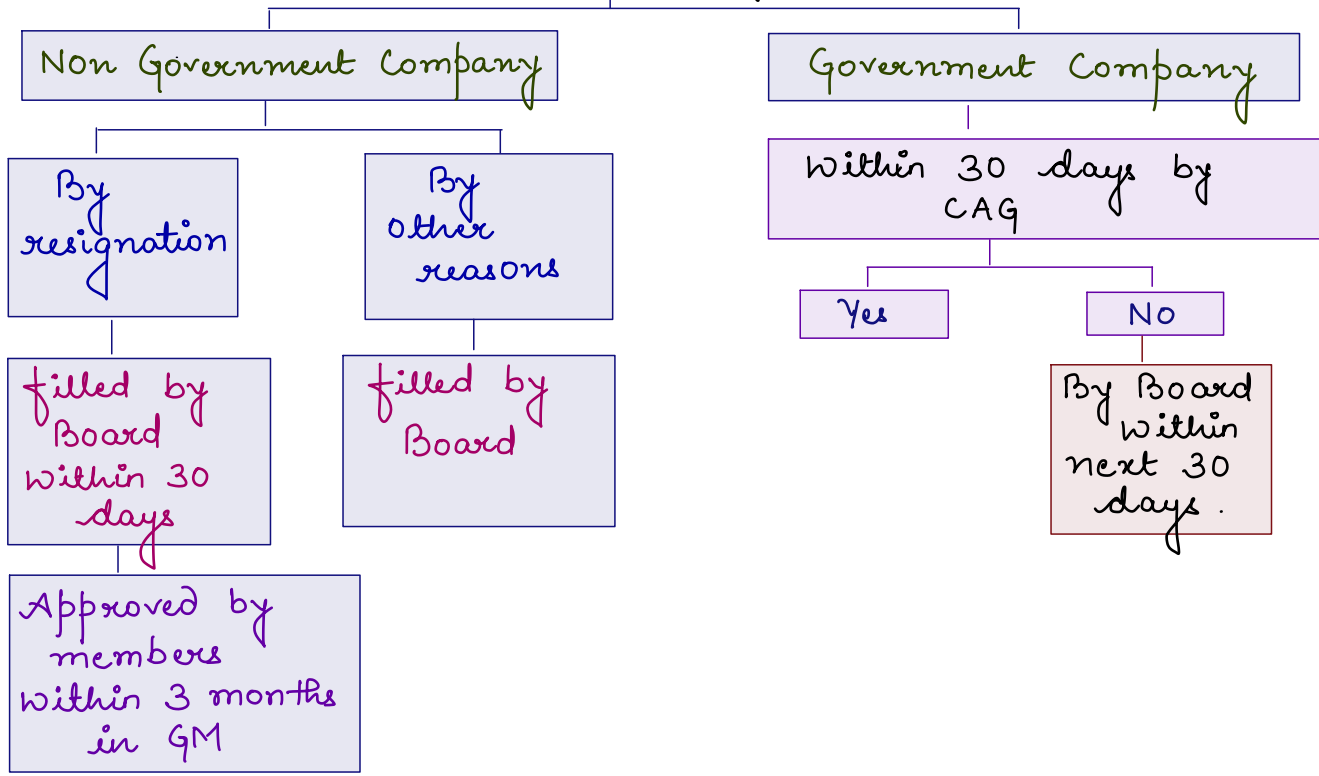 Non Government Company
Government Company
By
resignation
By
other
reasons
Within 30 days by
CAG
Yes
NO
filled by
Board
within 30
days
filled by
Board
By Board
within
next 30
days.
Approved by
members
within 3 months
in GM